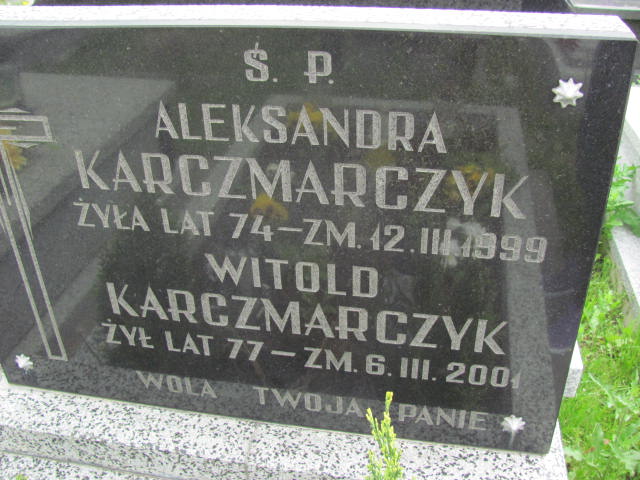 Ś. P.
ALEKSANDRA
KARCZMARCZYK
ŻYŁA LAT 74 – ZM. 12. III. 1999
WITOLD
KARCZMARCZYK
ŻYŁ LAT 77 – ZM. 6. III. 2001
WOLA TWOJA PANIE